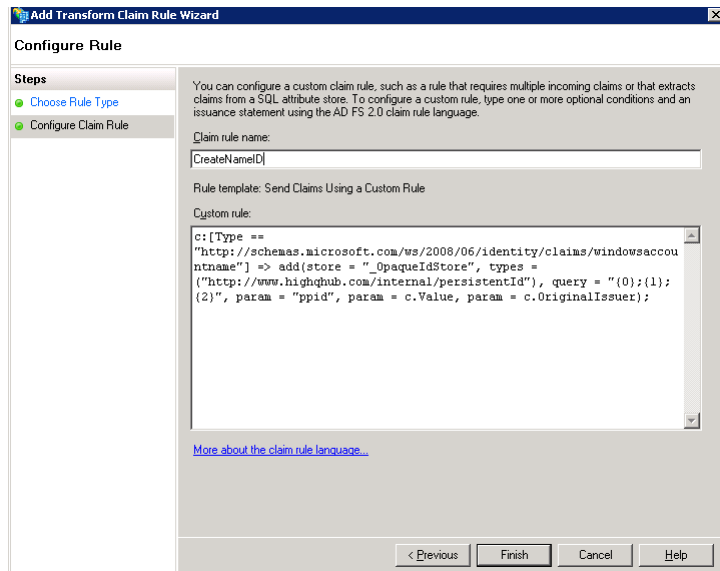 Add Transform Claim Rule Wizard
Configure Rule
Steps
Choose Rule Type
Configure Claim Rule
You can configure a custom claim rule, such as a rule that requires multiple incoming claims or that extracts
claims from a SQL attribute store. To configure a custom rule, type one or more optional conditions and an
issuance statement using the AD FS 2.0 claim rule language.
Claim rule name:
CreateNameID
Rule template: Send Claims Using a Custom Rule
Custom rule:
c:[Type ==
"http://schemas.microsoft.com/ws/2008/06/identity/claims/windowsaccou
ntname"] => add(store = "_OpaqueIdStore", types =
("http://www.highqhub.com/internal/persistentId"), query = "{0};{1};
{2}", param = "ppid", param = c.Value, param = c.OriginalIssuer);
More about the claim rule language...
< Previous
Finish
Cancel
Help